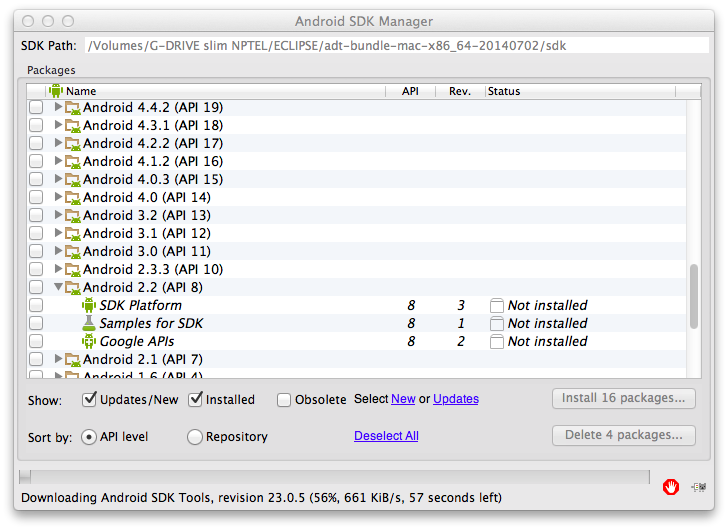 Android SDK Manager
SDK Path: /Volumes/G-DRIVE slim NPTEL/ECLIPSE/adt-bundle-mac-x86_64-20140702/sdk
Packages
Name API Rev. Status
Android 4.4.2 (API 19)
Android 4.3.1 (API 18)
Android 4.2.2 (API 17)
Android 4.1.2 (API 16)
Android 4.0.3 (API 15)
Android 4.0 (API 14)
Android 3.2 (API 13)
Android 3.1 (API 12)
Android 3.0 (API 11)
Android 2.3.3 (API 10)
Android 2.2 (API 8)
SDK Platform 8 3 Not installed
Samples for SDK 8 1 Not installed
Google APIs 8 2 Not installed
Android 2.1 (API 7)
Android 1.6 (API 4)
Show: Updates/New Installed Obsolete Select New or Updates Install 16 packages...
Sort by: API level Repository Deselect All Delete 4 packages...
Downloading Android SDK Tools, revision 23.0.5 (56%, 661 KiB/s, 57 seconds left)